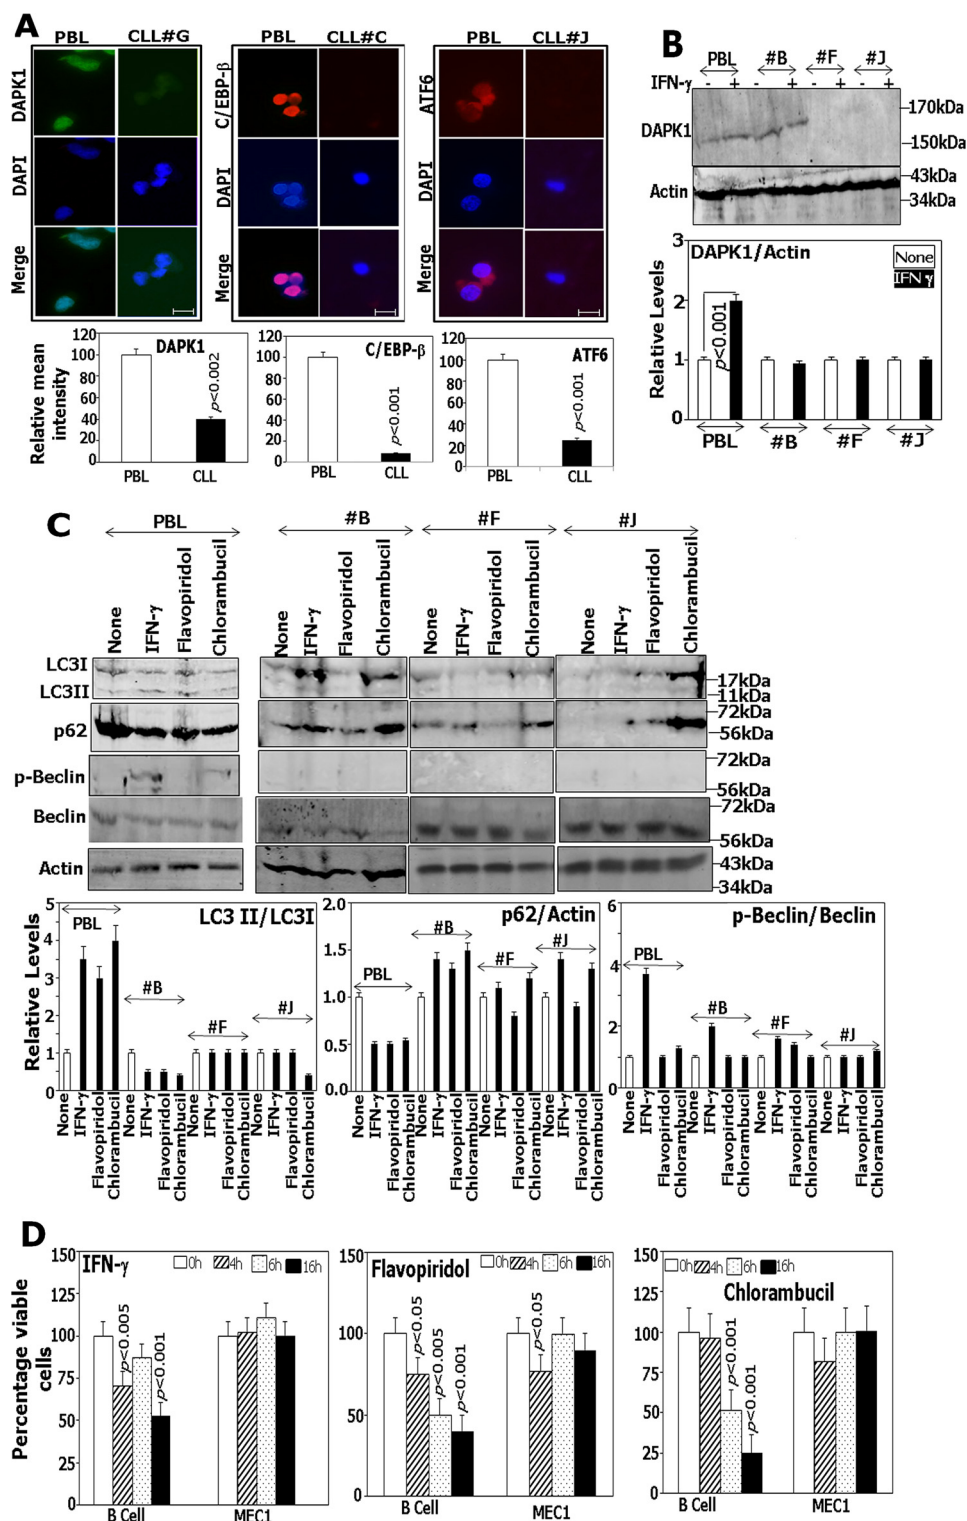 A
PBL CLL#G PBL CLL#C PBL CLL#J
DAPK1
C/EBP-β
ATF6
DAPI
DAPI
DAPI
Merge
Merge
Merge
Relative mean intensity
120
100
80
60
40
20
0
DAPK1
p<0.002
PBL CLL
120
100
80
60
40
20
0
C/EBP-β
p<0.001
PBL CLL
120
100
80
60
40
20
0
ATF6
p<0.001
PBL CLL
B
PBL #B #F #J
IFN-γ - + - + - + - +
DAPK1
170kDa
150kDa
Actin
43kDa
34kDa
DAPK1/Actin
None
IFN γ
Relative Levels
3
2
1
0
p<0.001
PBL #B #F #J
C
PBL #B #F #J
None IFN-γ Flavopiridol Chlorambucil None IFN-γ Flavopiridol Chlorambucil None IFN-γ Flavopiridol Chlorambucil None IFN-γ Flavopiridol Chlorambucil
LC3I
LC3II
17kDa
11kDa
p62
72kDa
56kDa
p-Beclin
72kDa
56kDa
Beclin
72kDa
56kDa
Actin
43kDa
34kDa
Relative Levels
5
4
3
2
1
0
LC3 II/LC3I
PBL
#B
#F
#J
None IFN-γ Flavopiridol Chlorambucil None IFN-γ Flavopiridol Chlorambucil None IFN-γ Flavopiridol Chlorambucil None IFN-γ Flavopiridol Chlorambucil
2.0
1.5
1.0
0.5
0.0
p62/Actin
PBL
#B
#F
#J
None IFN-γ Flavopiridol Chlorambucil None IFN-γ Flavopiridol Chlorambucil None IFN-γ Flavopiridol Chlorambucil None IFN-γ Flavopiridol Chlorambucil
6
4
2
0
p-Beclin/Beclin
PBL
#B
#F
#J
None IFN-γ Flavopiridol Chlorambucil None IFN-γ Flavopiridol Chlorambucil None IFN-γ Flavopiridol Chlorambucil None IFN-γ Flavopiridol Chlorambucil
D
Percentage viable cells
150
125
100
75
50
25
0
IFN-γ
0h 4h 6h 16h
p<0.005
p<0.001
B Cell MEC1
150
100
50
0
Flavopiridol
0h 4h 6h 16h
p<0.05
p<0.005
p<0.001
p<0.05
B Cell MEC1
150
125
100
75
50
25
0
0h 4h 6h 16h
Chlorambucil
p<0.001
p<0.001
B Cell MEC1